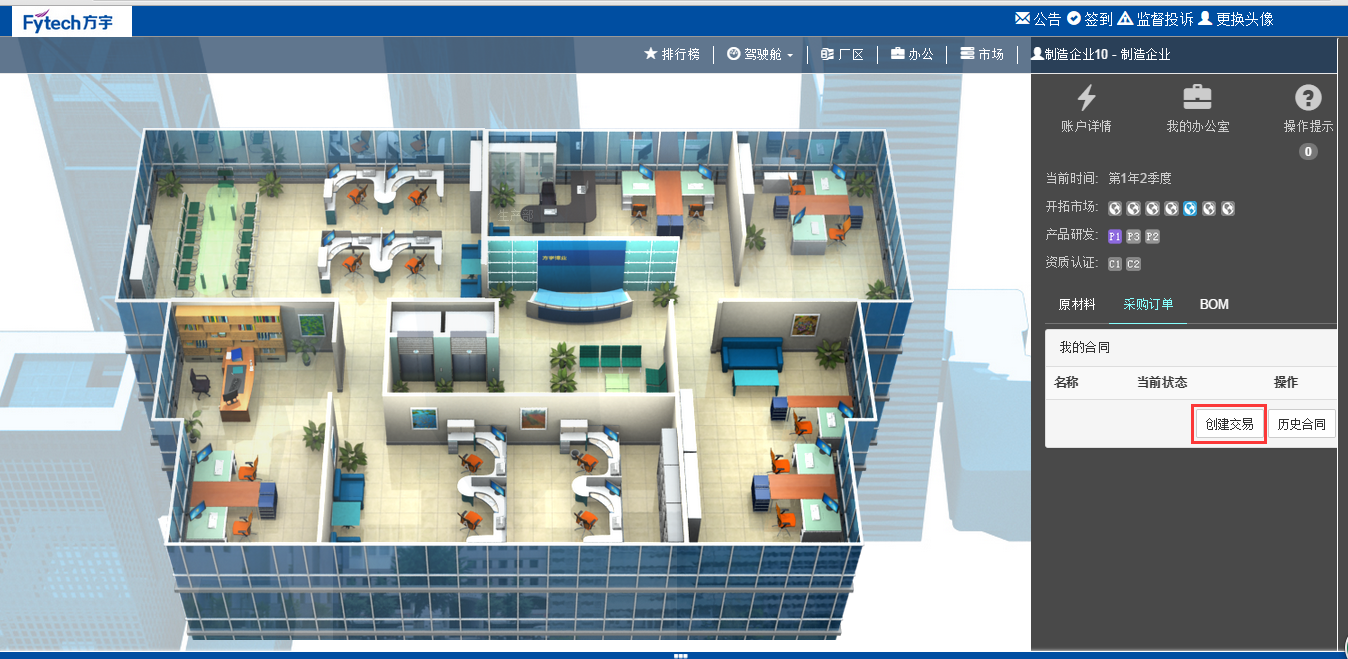 Fytech方宇
公告 签到 监督投诉 更换头像
排行榜 驾驶舱 厂区 办公 市场 制造企业10 - 制造企业
账户详情 我的办公室 操作提示
0
当前时间: 第1年2季度
开拓市场:
产品研发: P1 P3 P2
资质认证: C1 C2
原材料 采购订单 BOM
我的合同
名称 当前状态 操作
创建交易 历史合同
生产部